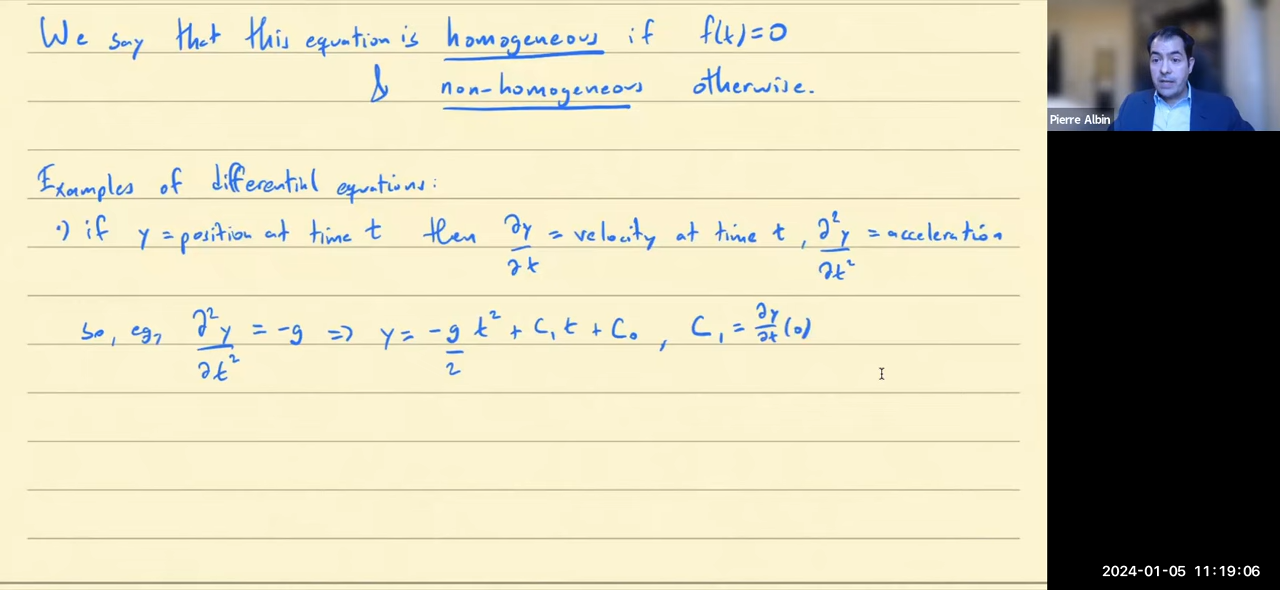 We say that this equation is homogeneous if f(t)=0
& non-homogeneous otherwise.
Examples of differential equations:
·) if y = position at time t then ∂y/∂t = velocity at time t, ∂²y/∂t² = acceleration
so, eg, ∂²y/∂t² = -g => y = -g/2 t² + C₁t + C₀, C₁ = ∂y/∂t (0)
Pierre Albin
2024-01-05 11:19:06